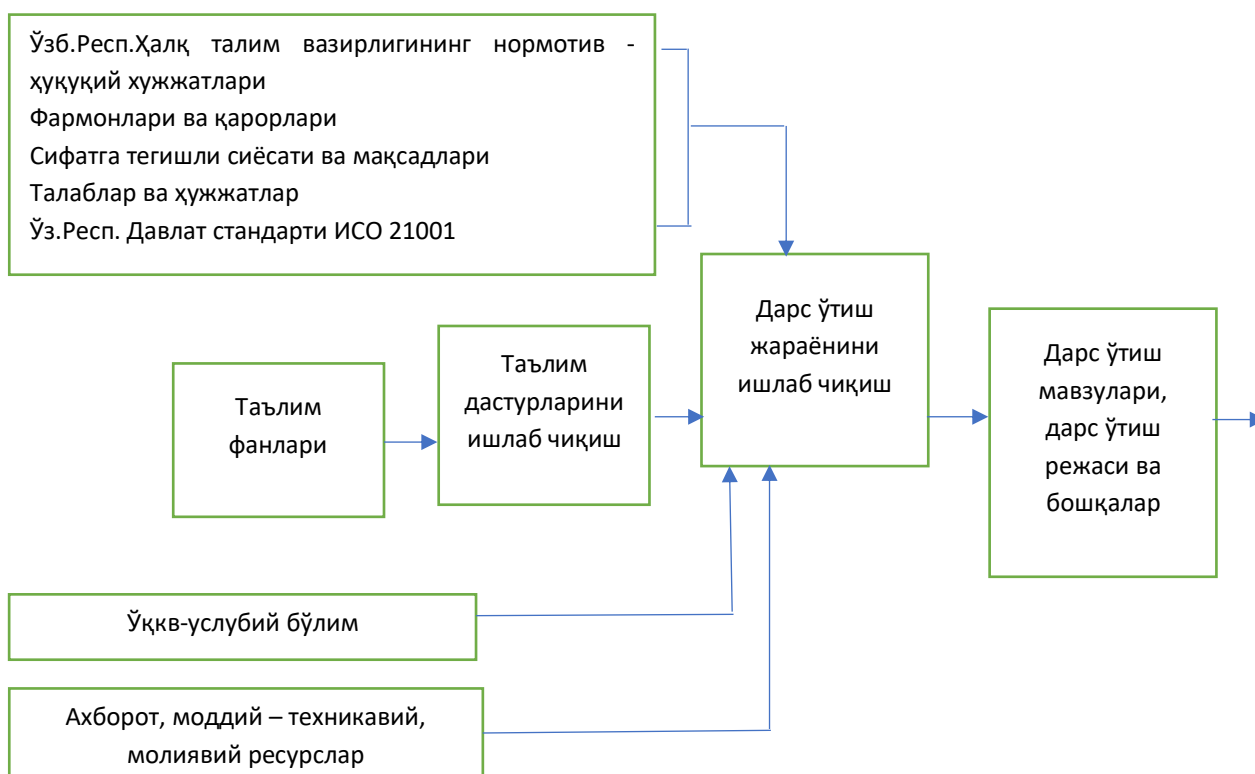 Ўзб.Респ.Ҳалқ талим вазирлигининг нормотив -
ҳуқуқий хужжатлари
Фармонлари ва қарорлари
Сифатга тегишли сиёсати ва мақсадлари
Талаблар ва ҳужжатлар
Ўз.Респ. Давлат стандарти ИСО 21001
Таълим
фанлари
Таълим
дастурларини
ишлаб чиқиш
Дарс ўтиш
жараёнини
ишлаб чиқиш
Дарс ўтиш
мавзулари,
дарс ўтиш
режаси ва
бошқалар
Ўқкв-услубий бўлим
Ахборот, моддий – техникавий,
молиявий ресурслар